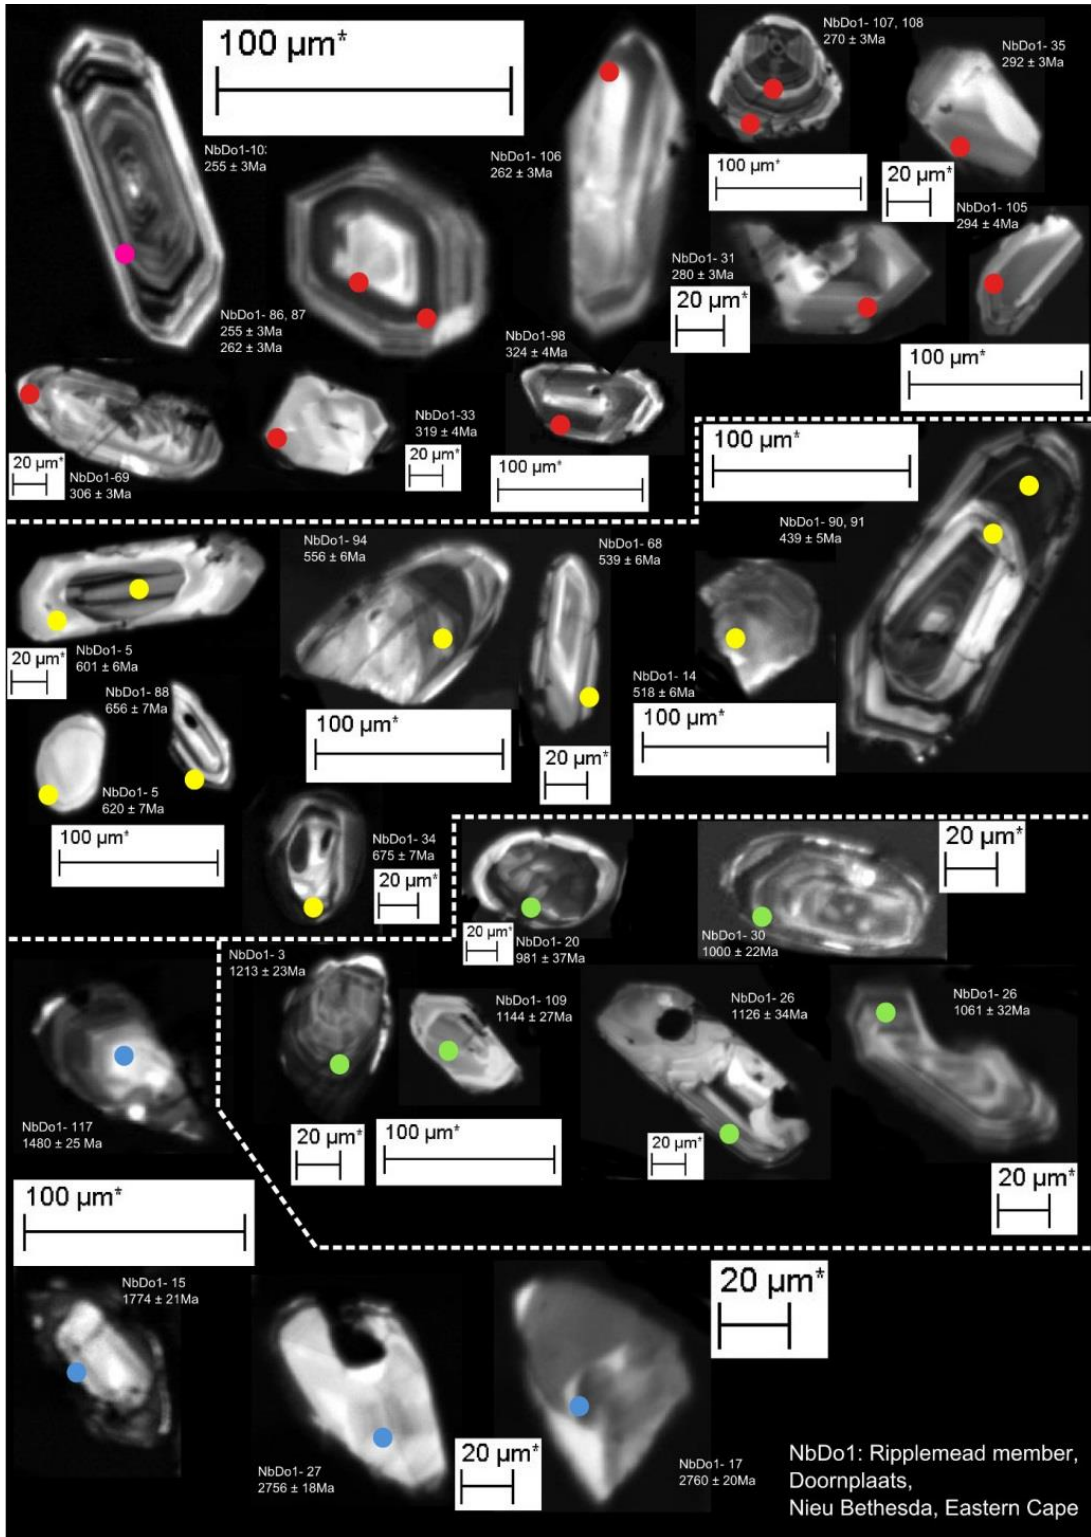 100 µm*
NbDo1-10
255 ± 3Ma
NbDo1- 86, 87
255 ± 3Ma
262 ± 3Ma
NbDo1- 106
262 ± 3Ma
NbDo1- 107, 108
270 ± 3Ma
100 µm*
NbDo1- 35
292 ± 3Ma
20 µm*
NbDo1- 31
280 ± 3Ma
20 µm*
NbDo1- 105
294 ± 4Ma
100 µm*
20 µm*
NbDo1-69
306 ± 3Ma
NbDo1-33
319 ± 4Ma
20 µm*
NbDo1-98
324 ± 4Ma
100 µm*
100 µm*
NbDo1- 90, 91
439 ± 5Ma
20 µm*
NbDo1- 5
601 ± 6Ma
NbDo1- 94
556 ± 6Ma
100 µm*
NbDo1- 68
539 ± 6Ma
20 µm*
NbDo1- 14
518 ± 6Ma
100 µm*
NbDo1- 88
656 ± 7Ma
NbDo1- 5
620 ± 7Ma
100 µm*
NbDo1- 34
675 ± 7Ma
20 µm*
20 µm*
NbDo1- 20
981 ± 37Ma
20 µm*
NbDo1- 30
1000 ± 22Ma
NbDo1- 3
1213 ± 23Ma
20 µm*
NbDo1- 109
1144 ± 27Ma
100 µm*
NbDo1- 26
1126 ± 34Ma
20 µm*
NbDo1- 26
1061 ± 32Ma
20 µm*
NbDo1- 117
1480 ± 25 Ma
100 µm*
NbDo1- 15
1774 ± 21Ma
NbDo1- 27
2756 ± 18Ma
20 µm*
20 µm*
NbDo1- 17
2760 ± 20Ma
NbDo1: Ripplemead member,
Doornplaats,
Nieu Bethesda, Eastern Cape